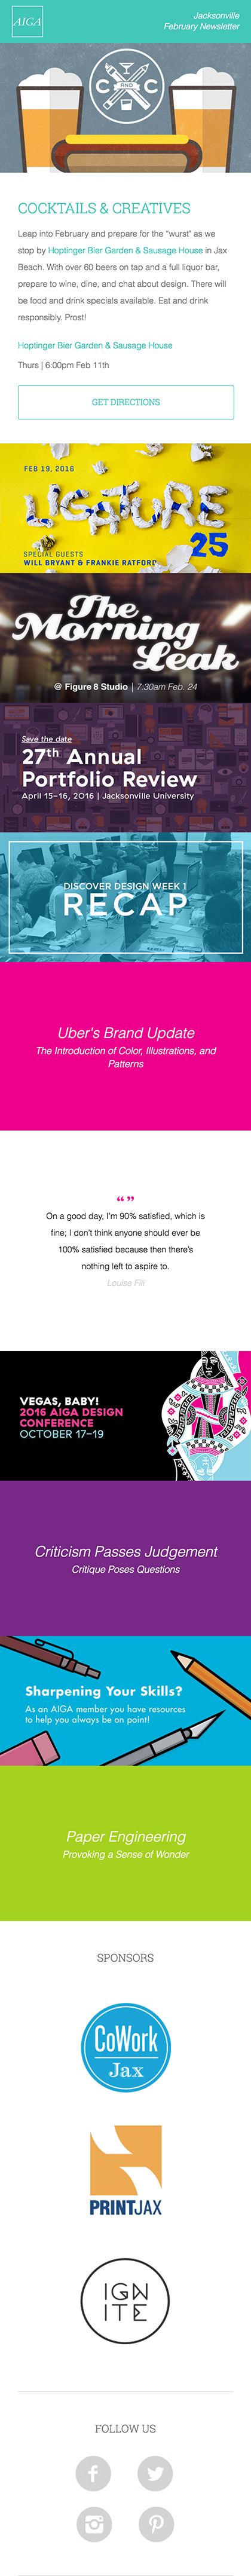 AIGA
Jacksonville
February Newsletter
C AND C
COCKTAILS & CREATIVES
Leap into February and prepare for the "wurst" as we
stop by Hoptinger Bier Garden & Sausage House in Jax
Beach. With over 60 beers on tap and a full liquor bar,
prepare to wine, dine, and chat about design. There will
be food and drink specials available. Eat and drink
responsibly. Prost!
Hoptinger Bier Garden & Sausage House
Thurs | 6:00pm Feb 11th
GET DIRECTIONS
FEB 19, 2016
SPECIAL GUESTS
WILL BRYANT & FRANKIE RATFORD
25
The
Morning
Leak
@ Figure 8 Studio | 7:30am Feb. 24
Save the date
27th Annual
Portfolio Review
April 15-16, 2016 | Jacksonville University
DISCOVER DESIGN WEEK 1
RECAP
Uber's Brand Update
The Introduction of Color, Illustrations, and
Patterns
“ ”
On a good day, I'm 90% satisfied, which is
fine; I don't think anyone should ever be
100% satisfied because then there's
nothing left to aspire to.
Louise Fili
VEGAS, BABY!
2016 AIGA DESIGN
CONFERENCE
OCTOBER 17-19
Criticism Passes Judgement
Critique Poses Questions
Sharpening Your Skills?
As an AIGA member you have resources
to help you always be on point!
Paper Engineering
Provoking a Sense of Wonder
SPONSORS
CoWork
Jax
PRINTJAX
IGN
ITE
FOLLOW US